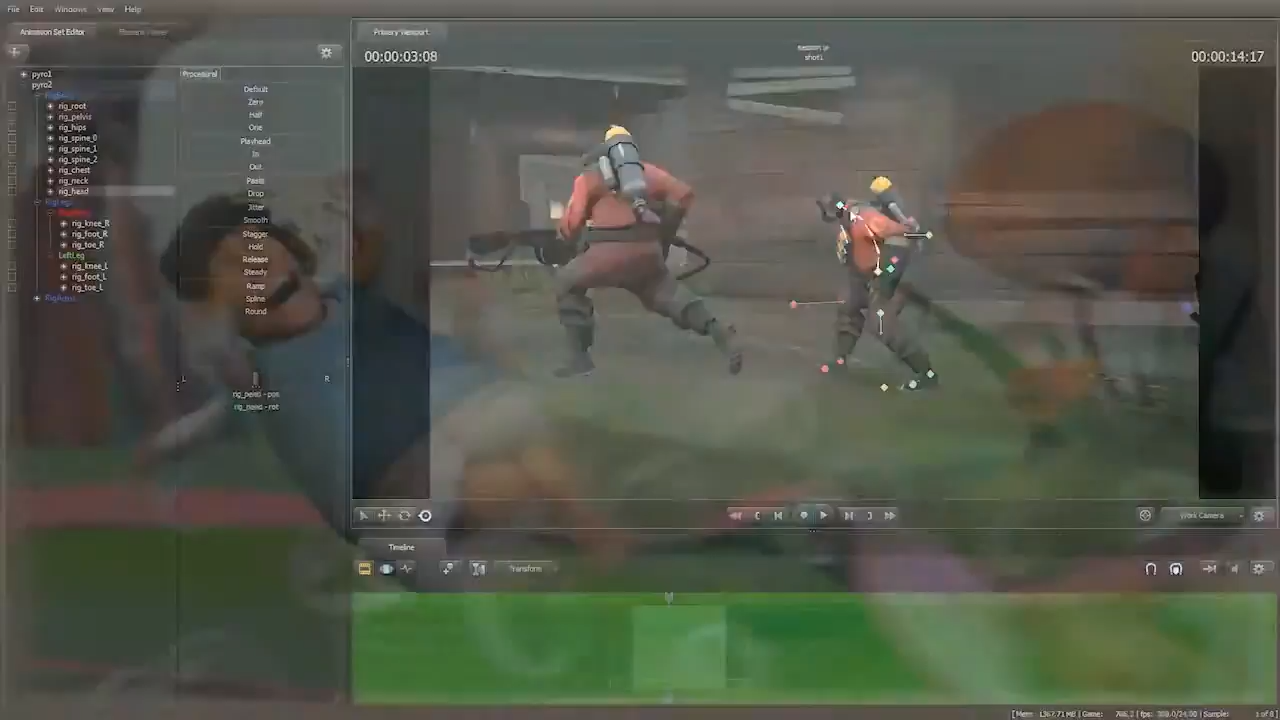 File Edit Windows View Help
Animation Set Editor Element Viewer
Primary Viewport
00:00:03:08
shot1
00:00:14:17
pyro1
pyro2
rig_root
rig_pelvis
rig_hips
rig_spine_0
rig_spine_1
rig_spine_2
rig_chest
rig_neck
rig_head
rig_knee_R
rig_foot_R
rig_toe_R
LeftLeg
rig_knee_L
rig_foot_L
rig_toe_L
Procedural
Default
Zero
Half
One
Playhead
In
Out
Paste
Drop
Jitter
Smooth
Stagger
Hold
Release
Steady
Ramp
Spline
Round
L
R
Work Camera
Timeline
Transform